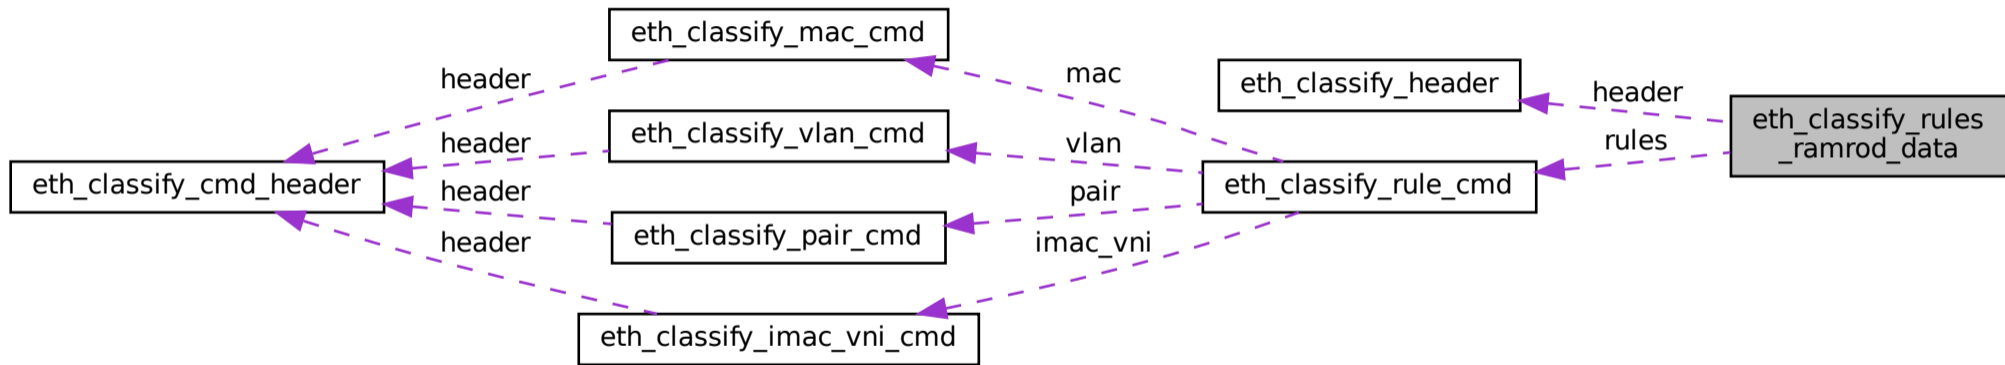 eth_classify_mac_cmd
header
mac
eth_classify_header
header
eth_classify_rules
_ramrod_data
header
eth_classify_vlan_cmd
vlan
rules
eth_classify_cmd_header
header
pair
eth_classify_rule_cmd
eth_classify_pair_cmd
header
imac_vni
eth_classify_imac_vni_cmd